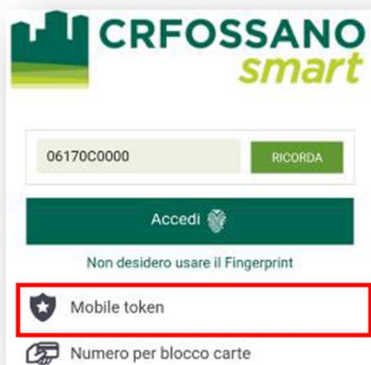 CRFOSSANO
smart
06170C0000
RICORDA
Accedi
Non desidero usare il Fingerprint
Mobile token
Numero per blocco carte